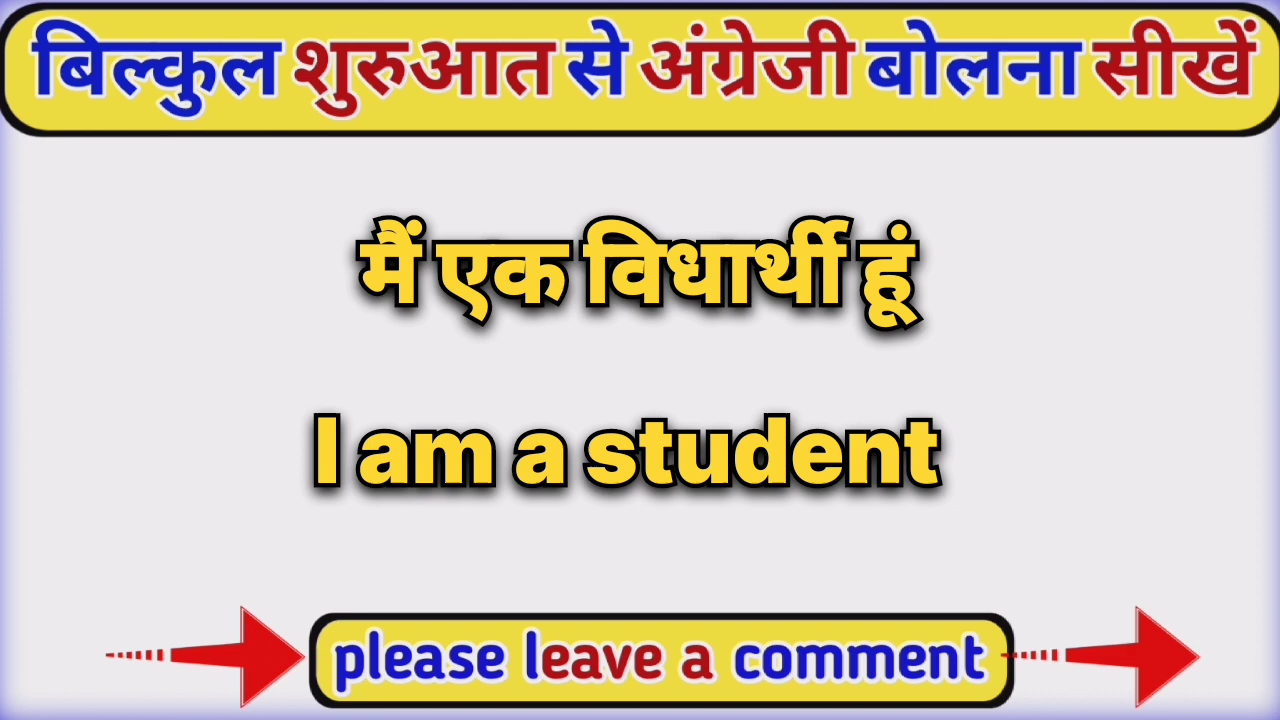 बिल्कुल शुरुआत से अंग्रेजी बोलना सीखें
मैं एक विधार्थी हूं
I am a student
please leave a comment